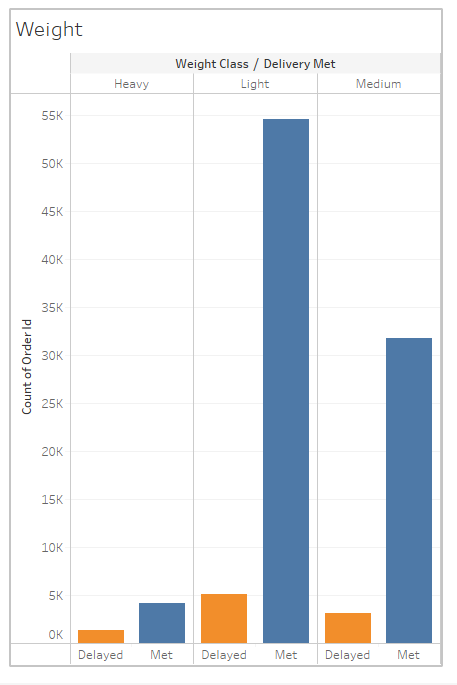 Weight
Weight Class / Delivery Met
Heavy Light Medium
55K
50K
45K
40K
35K
30K
25K
20K
15K
10K
5K
0K
Count of Order Id
Delayed Met Delayed Met Delayed Met